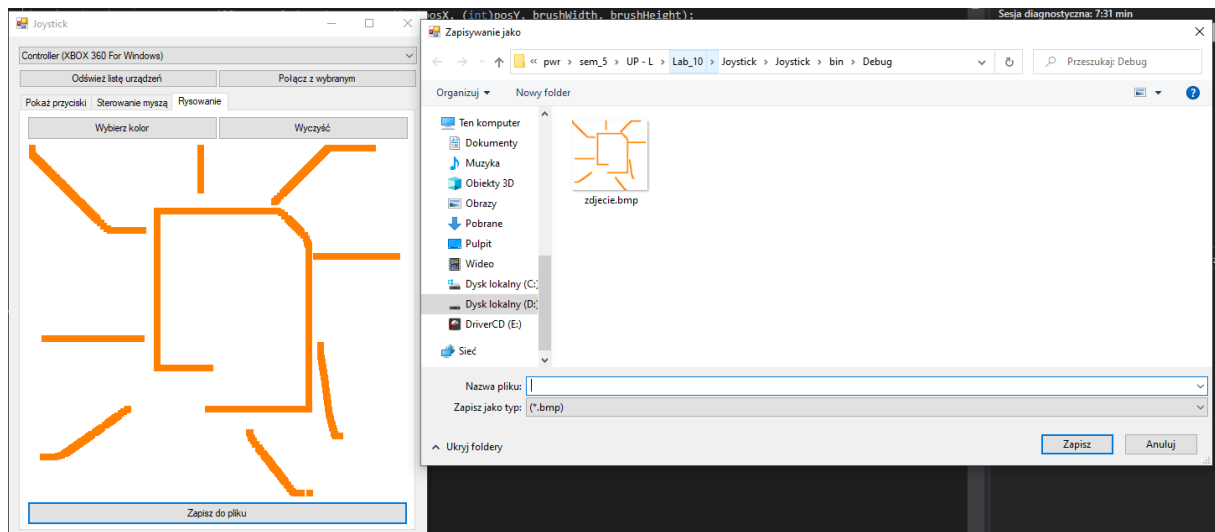 posX, (int)posY, brushWidth, brushHeight);
Sesja diagnostyczna: 7:31 min
Joystick
Controller (XBOX 360 For Windows)
Odśwież listę urządzeń
Połącz z wybranym
Pokaż przyciski
Sterowanie myszą
Rysowanie
Wybierz kolor
Wyczyść
Zapisz do pliku
Zapisywanie jako
« pwr › sem_5 › UP - L › Lab_10 › Joystick › Joystick › bin › Debug
Przeszukaj: Debug
Organizuj
Nowy folder
Ten komputer
Dokumenty
Muzyka
Obiekty 3D
Obrazy
Pobrane
Pulpit
Wideo
Dysk lokalny (C:)
Dysk lokalny (D:)
DriverCD (E:)
Sieć
zdjecie.bmp
Nazwa pliku:
Zapisz jako typ: (*.bmp)
Ukryj foldery
Zapisz
Anuluj